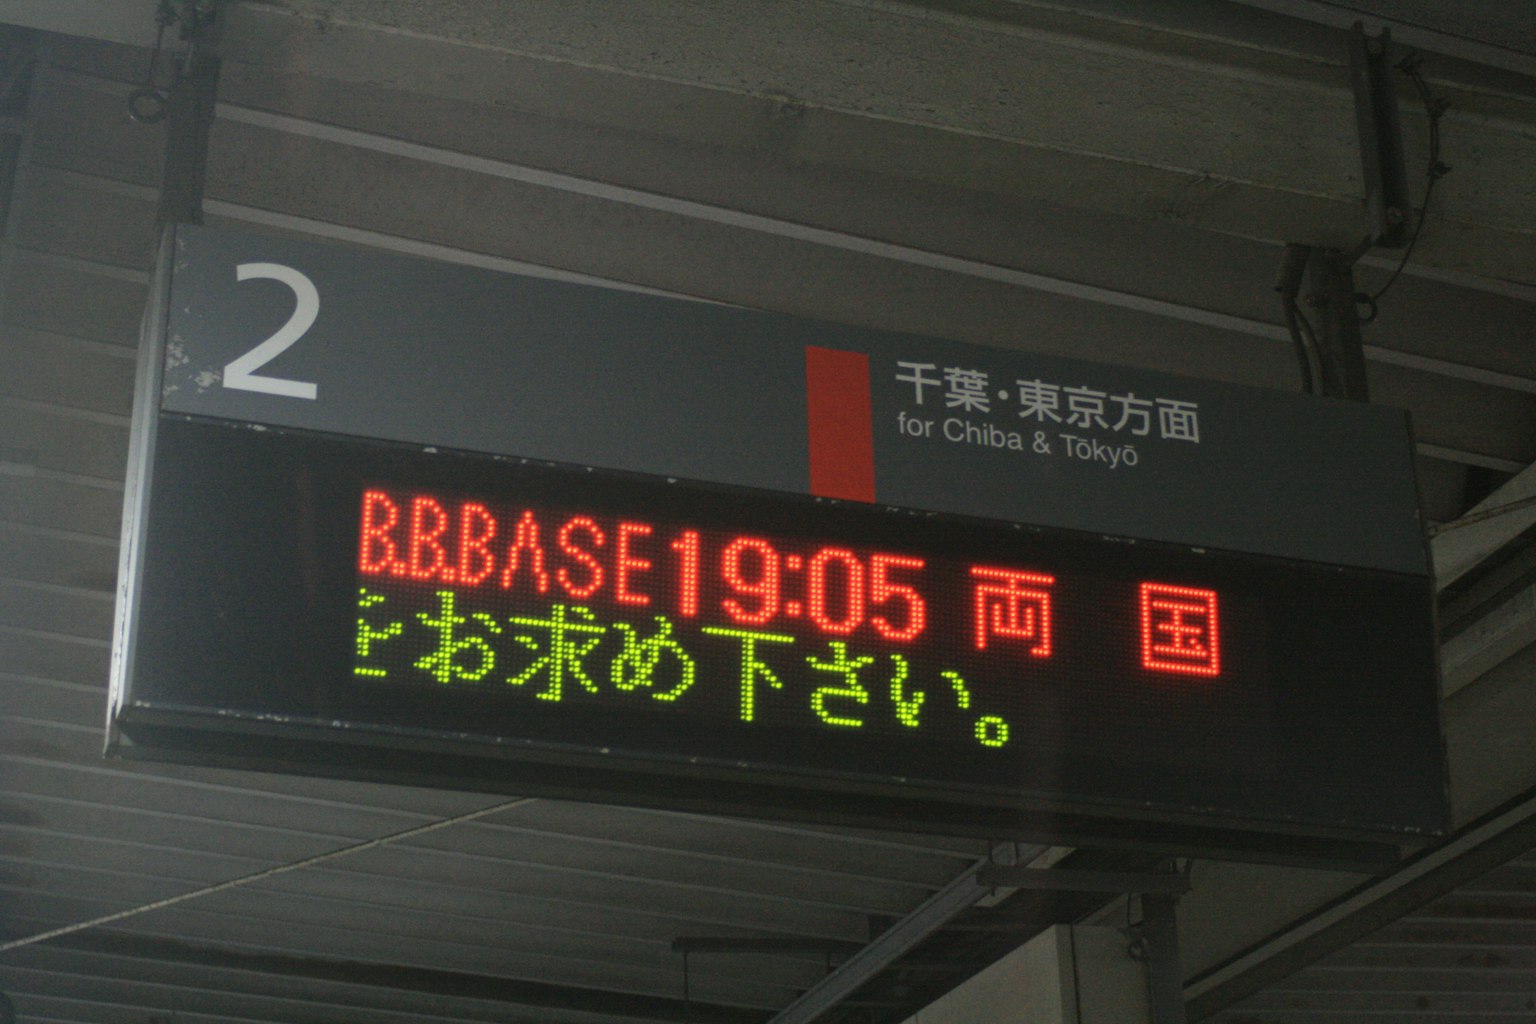 2
千葉・東京方面
for Chiba & Tōkyō
B.B.BASE 19:05 両 国
をお求め下さい。